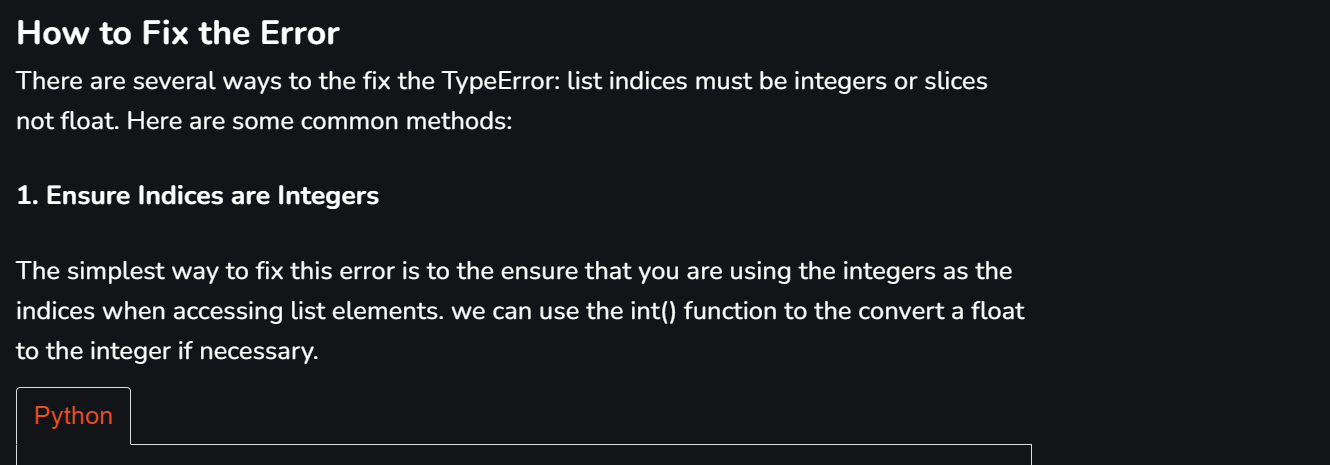 How to Fix the Error
There are several ways to the fix the TypeError: list indices must be integers or slices
not float. Here are some common methods:
1. Ensure Indices are Integers
The simplest way to fix this error is to the ensure that you are using the integers as the
indices when accessing list elements. we can use the int() function to the convert a float
to the integer if necessary.
Python